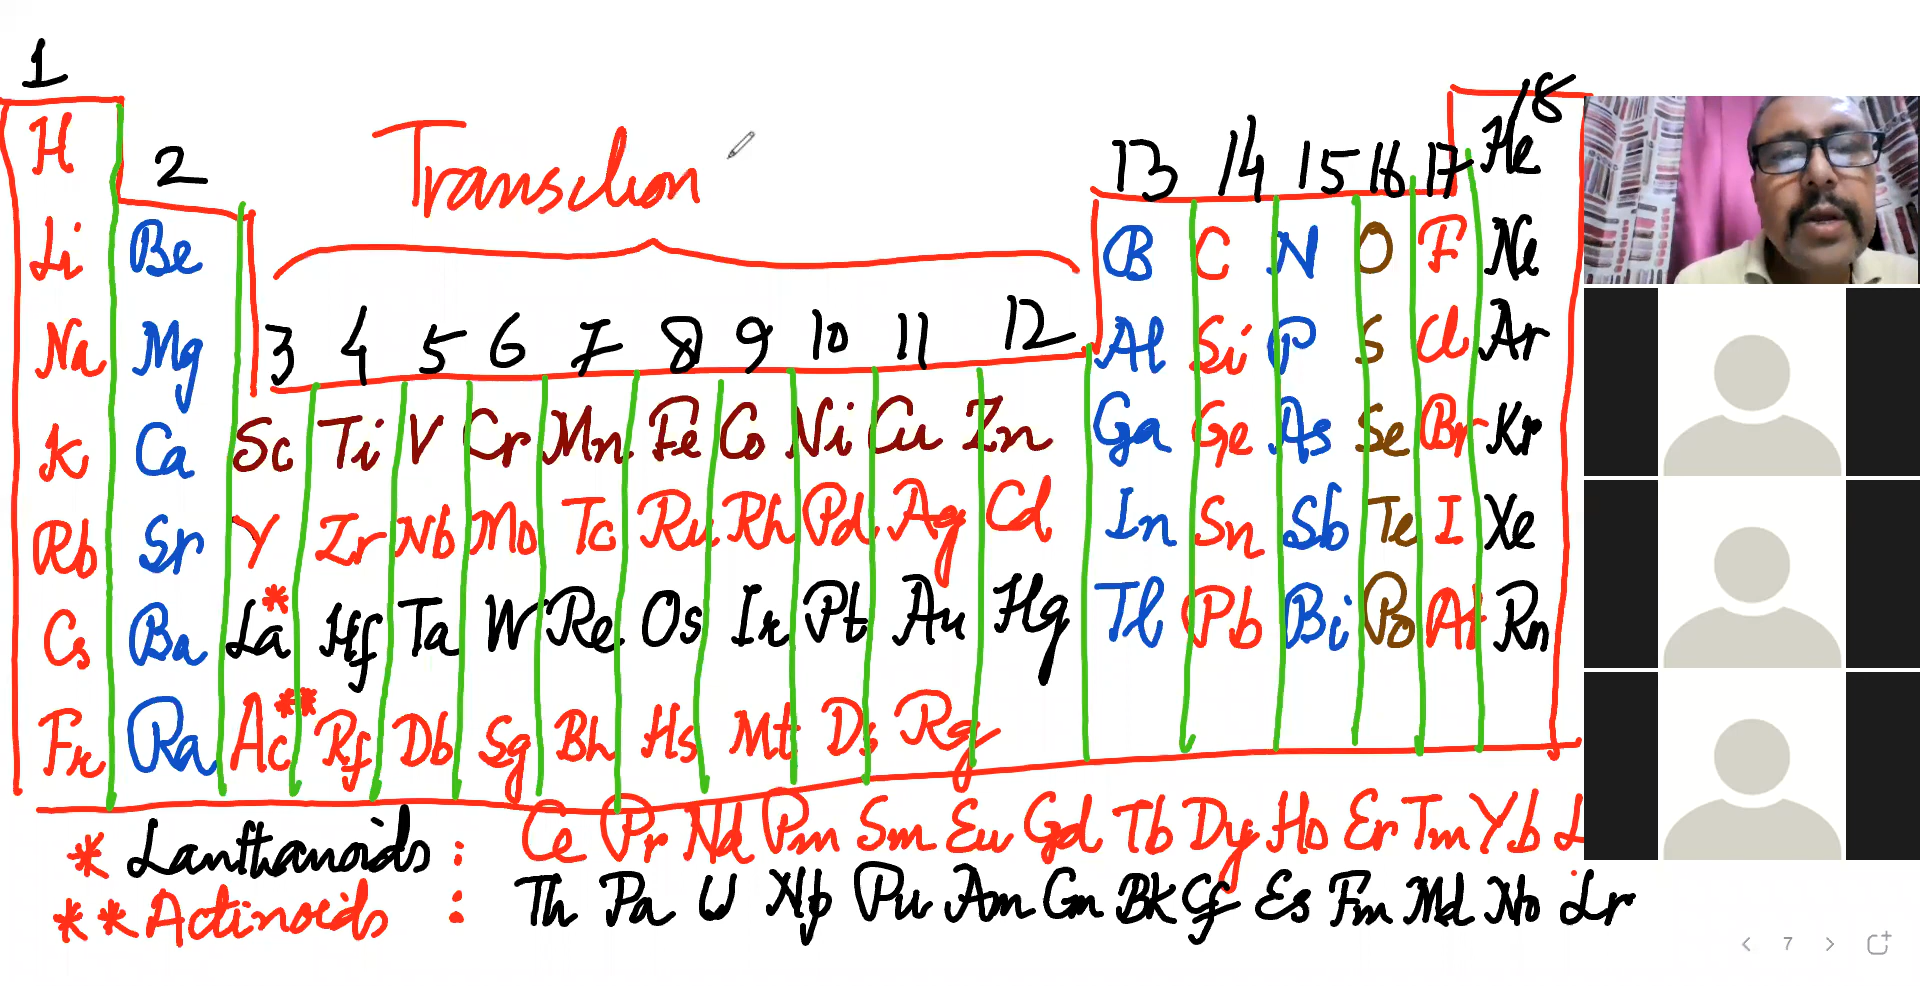 1
18
H He
2 Transition 13 14 15 16 17
Li Be B C N O F Ne
3 4 5 6 7 8 9 10 11 12
Na Mg Al Si P S Cl Ar
K Ca Sc Ti V Cr Mn Fe Co Ni Cu Zn Ga Ge As Se Br Kr
Rb Sr Y Zr Nb Mo Tc Ru Rh Pd Ag Cd In Sn Sb Te I Xe
Cs Ba La* Hf Ta W Re Os Ir Pt Au Hg Tl Pb Bi Po At Rn
Fr Ra Ac** Rf Db Sg Bh Hs Mt Ds Rg
* Lanthanoids : Ce Pr Nd Pm Sm Eu Gd Tb Dy Ho Er Tm Yb L
** Actinoids : Th Pa U Np Pu Am Cm Bk Cf Es Fm Md No Lr
7